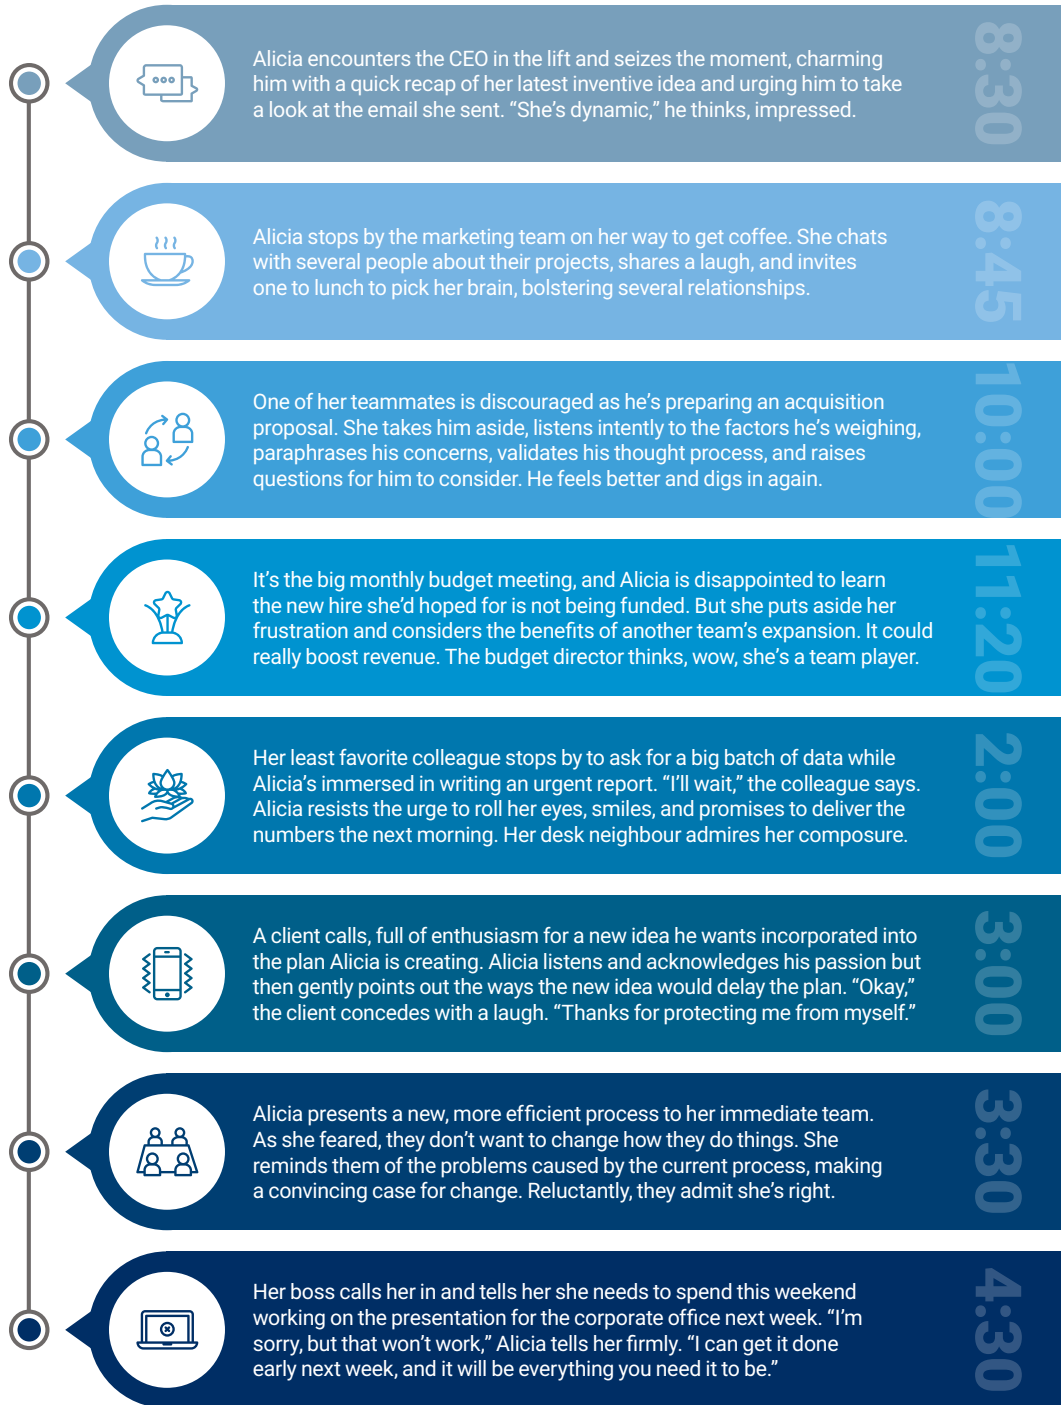 Alicia encounters the CEO in the lift and seizes the moment, charming
him with a quick recap of her latest inventive idea and urging him to take
a look at the email she sent. “She’s dynamic,” he thinks, impressed.
8:30
Alicia stops by the marketing team on her way to get coffee. She chats
with several people about their projects, shares a laugh, and invites
one to lunch to pick her brain, bolstering several relationships.
8:45
One of her teammates is discouraged as he’s preparing an acquisition
proposal. She takes him aside, listens intently to the factors he’s weighing,
paraphrases his concerns, validates his thought process, and raises
questions for him to consider. He feels better and digs in again.
10:00
It’s the big monthly budget meeting, and Alicia is disappointed to learn
the new hire she’d hoped for is not being funded. But she puts aside her
frustration and considers the benefits of another team’s expansion. It could
really boost revenue. The budget director thinks, wow, she’s a team player.
11:20
Her least favorite colleague stops by to ask for a big batch of data while
Alicia’s immersed in writing an urgent report. “I’ll wait,” the colleague says.
Alicia resists the urge to roll her eyes, smiles, and promises to deliver the
numbers the next morning. Her desk neighbour admires her composure.
2:00
A client calls, full of enthusiasm for a new idea he wants incorporated into
the plan Alicia is creating. Alicia listens and acknowledges his passion but
then gently points out the ways the new idea would delay the plan. “Okay,”
the client concedes with a laugh. “Thanks for protecting me from myself.”
3:00
Alicia presents a new, more efficient process to her immediate team.
As she feared, they don’t want to change how they do things. She
reminds them of the problems caused by the current process, making
a convincing case for change. Reluctantly, they admit she’s right.
3:30
Her boss calls her in and tells her she needs to spend this weekend
working on the presentation for the corporate office next week. “I’m
sorry, but that won’t work,” Alicia tells her firmly. “I can get it done
early next week, and it will be everything you need it to be.”
4:30